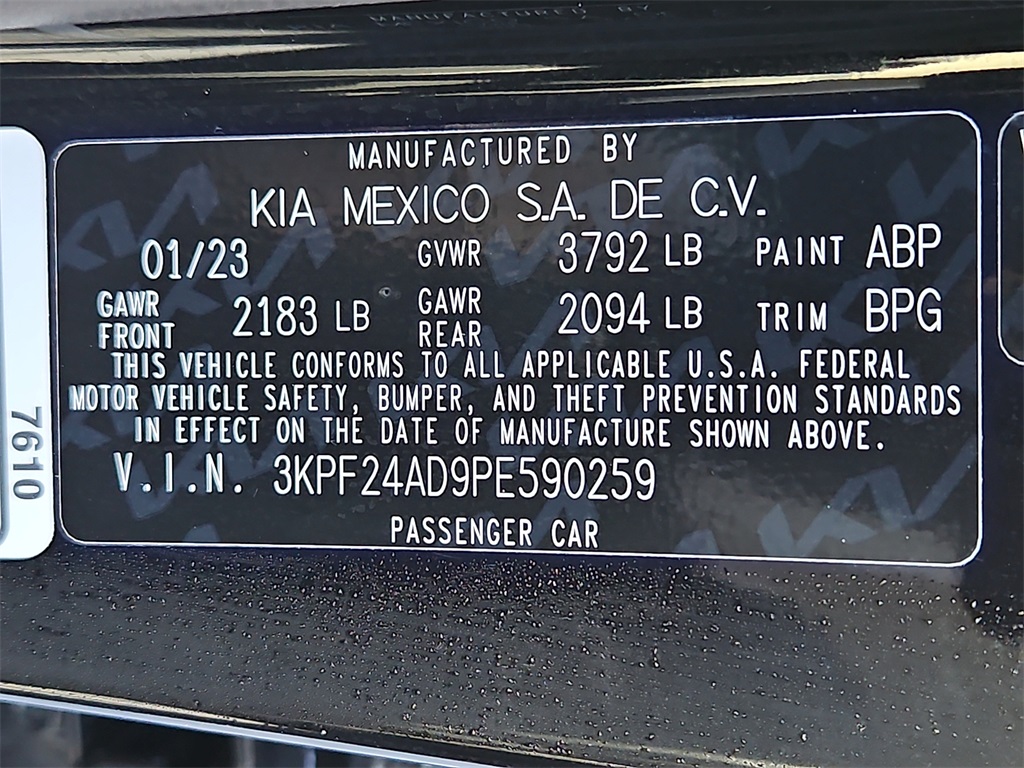 MANUFACTURED BY
KIA MEXICO S.A. DE C.V.
01/23 GVWR 3792 LB PAINT ABP
GAWR FRONT 2183 LB GAWR REAR 2094 LB TRIM BPG
THIS VEHICLE CONFORMS TO ALL APPLICABLE U.S.A. FEDERAL
MOTOR VEHICLE SAFETY, BUMPER, AND THEFT PREVENTION STANDARDS
IN EFFECT ON THE DATE OF MANUFACTURE SHOWN ABOVE.
V.I.N. 3KPF24AD9PE590259
PASSENGER CAR
7610